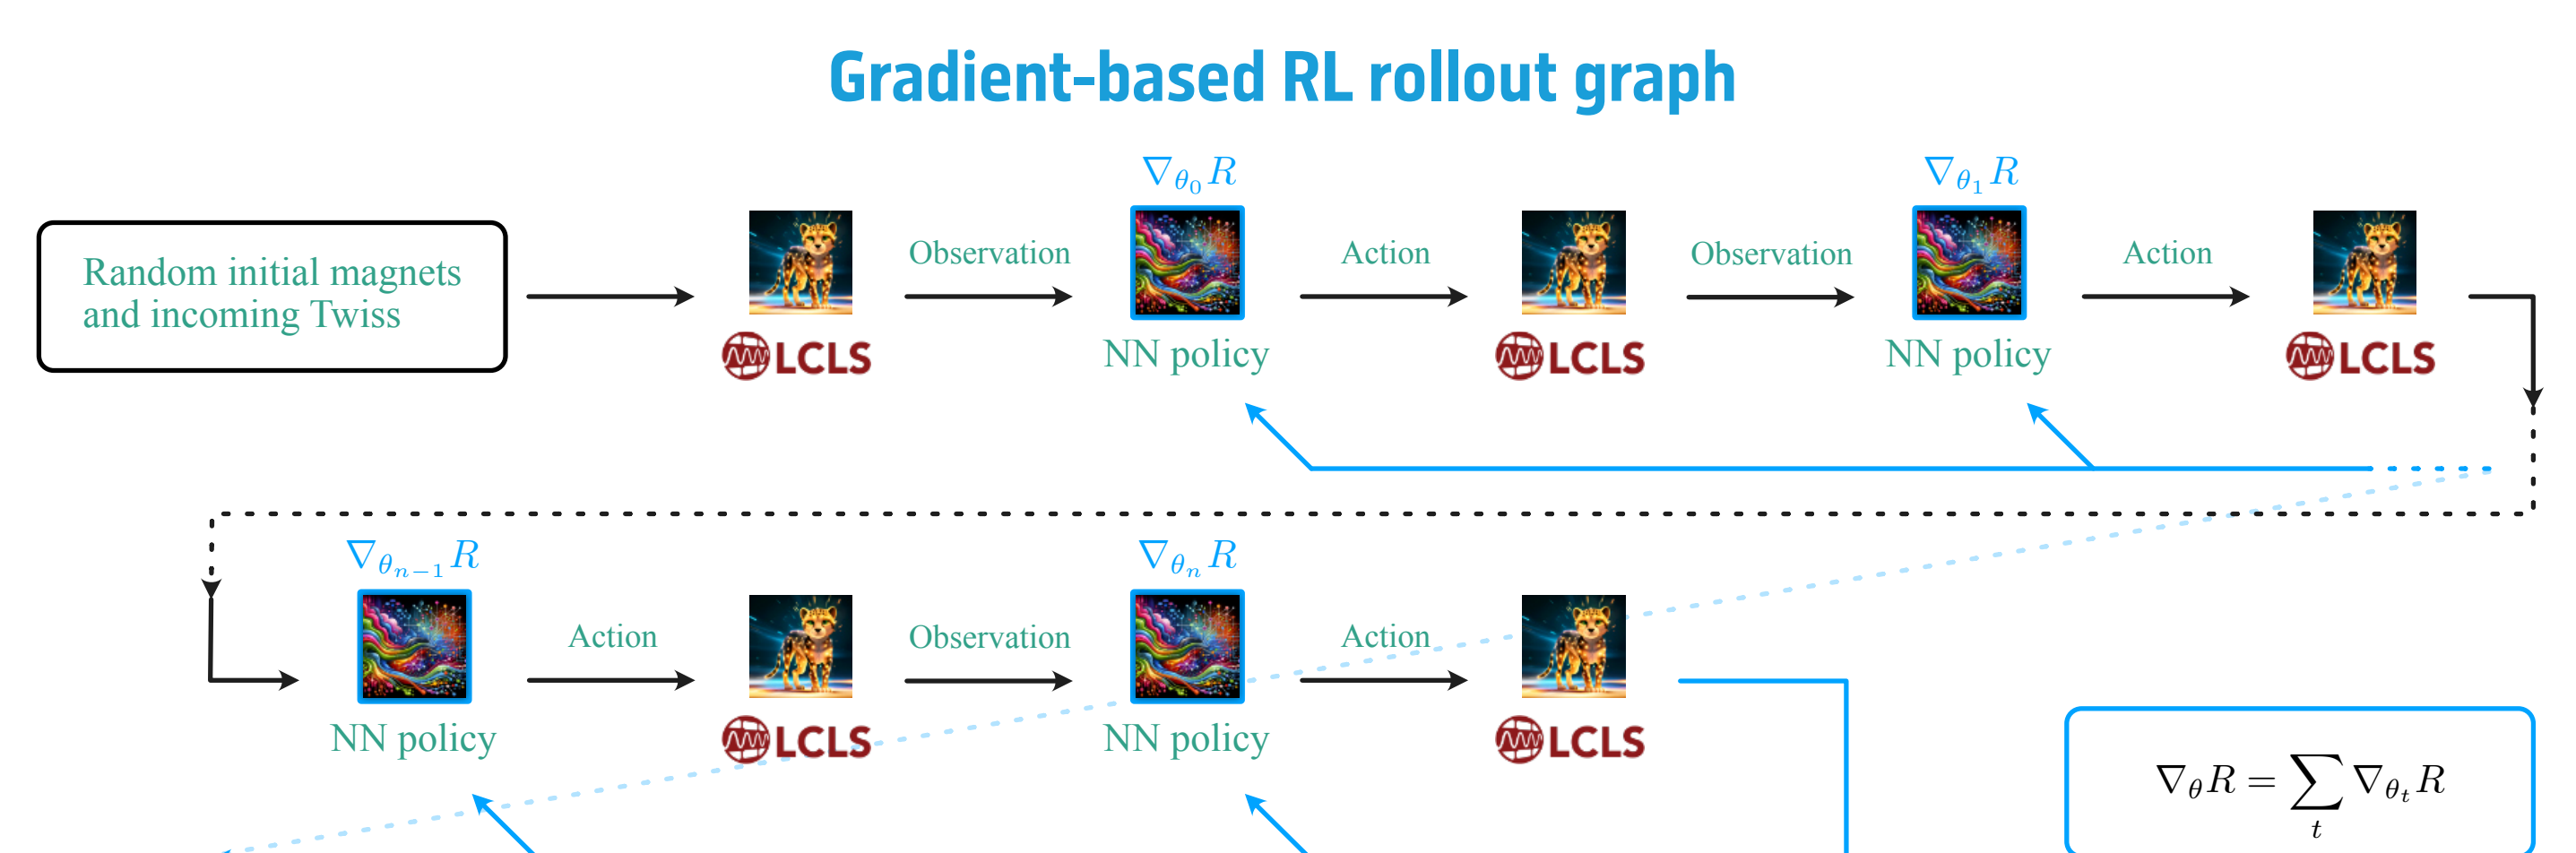 Gradient-based RL rollout graph
∇θ₀R
∇θ₁R
Random initial magnets
and incoming Twiss
Observation
Action
Observation
Action
LCLS
NN policy
LCLS
NN policy
LCLS
∇θₙ₋₁R
∇θₙR
Action
Observation
Action
NN policy
LCLS
NN policy
LCLS
∇θR = ∑ₜ ∇θₜR